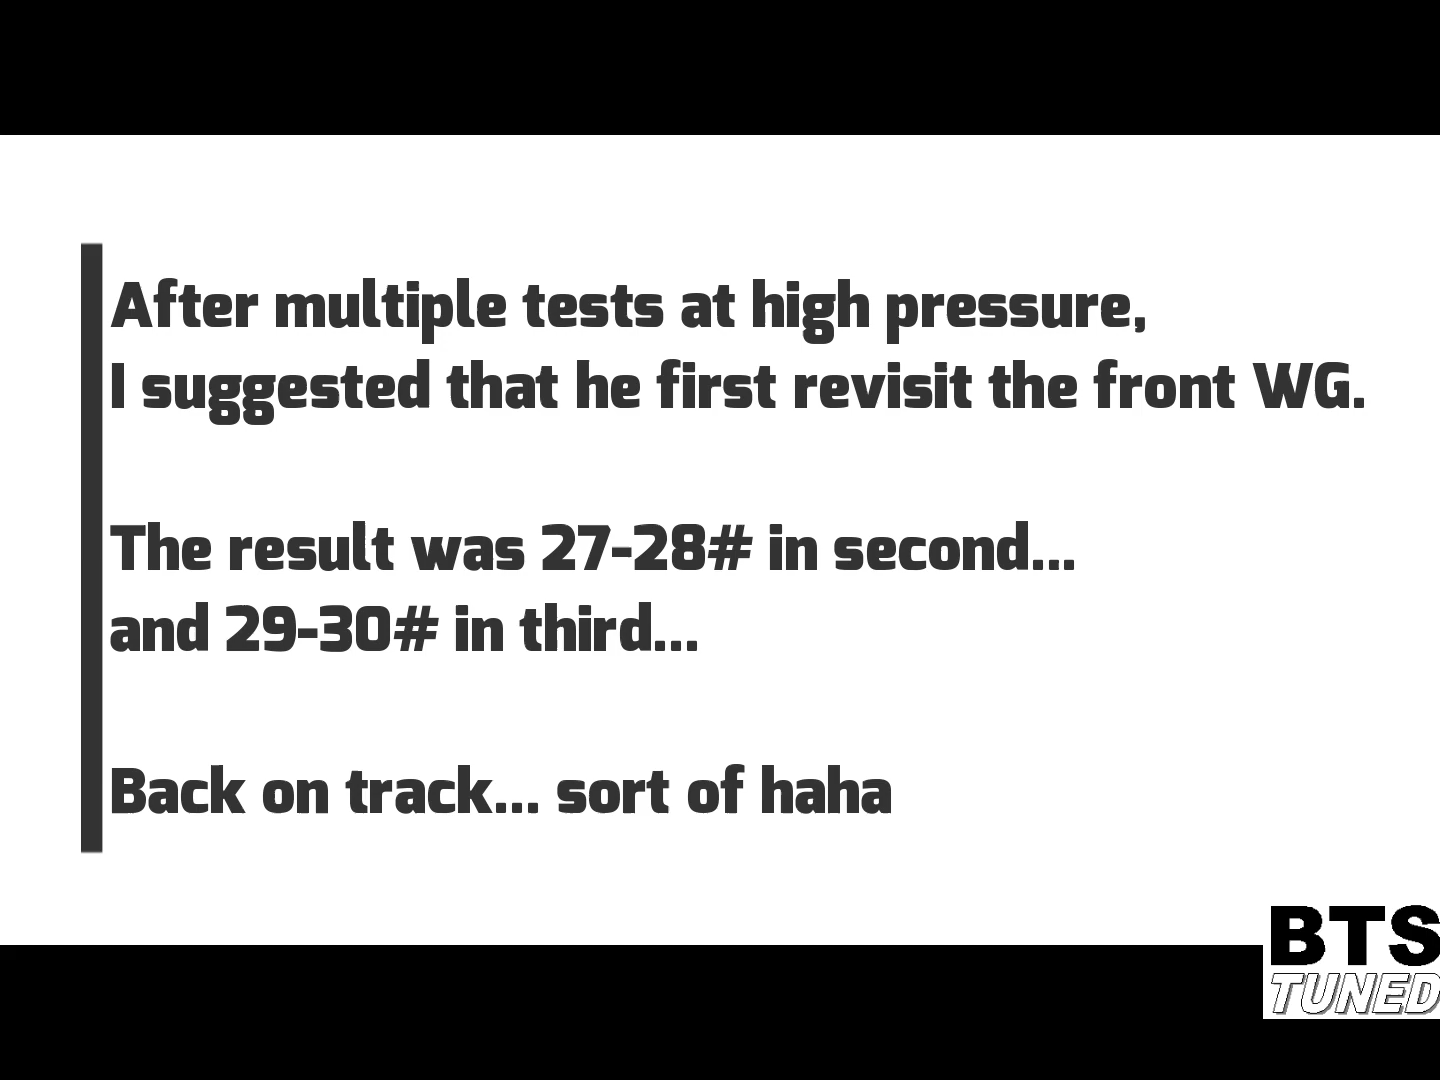 After multiple tests at high pressure,
I suggested that he first revisit the front WG.
The result was 27-28# in second...
and 29-30# in third...
Back on track... sort of haha
BTS
TUNED